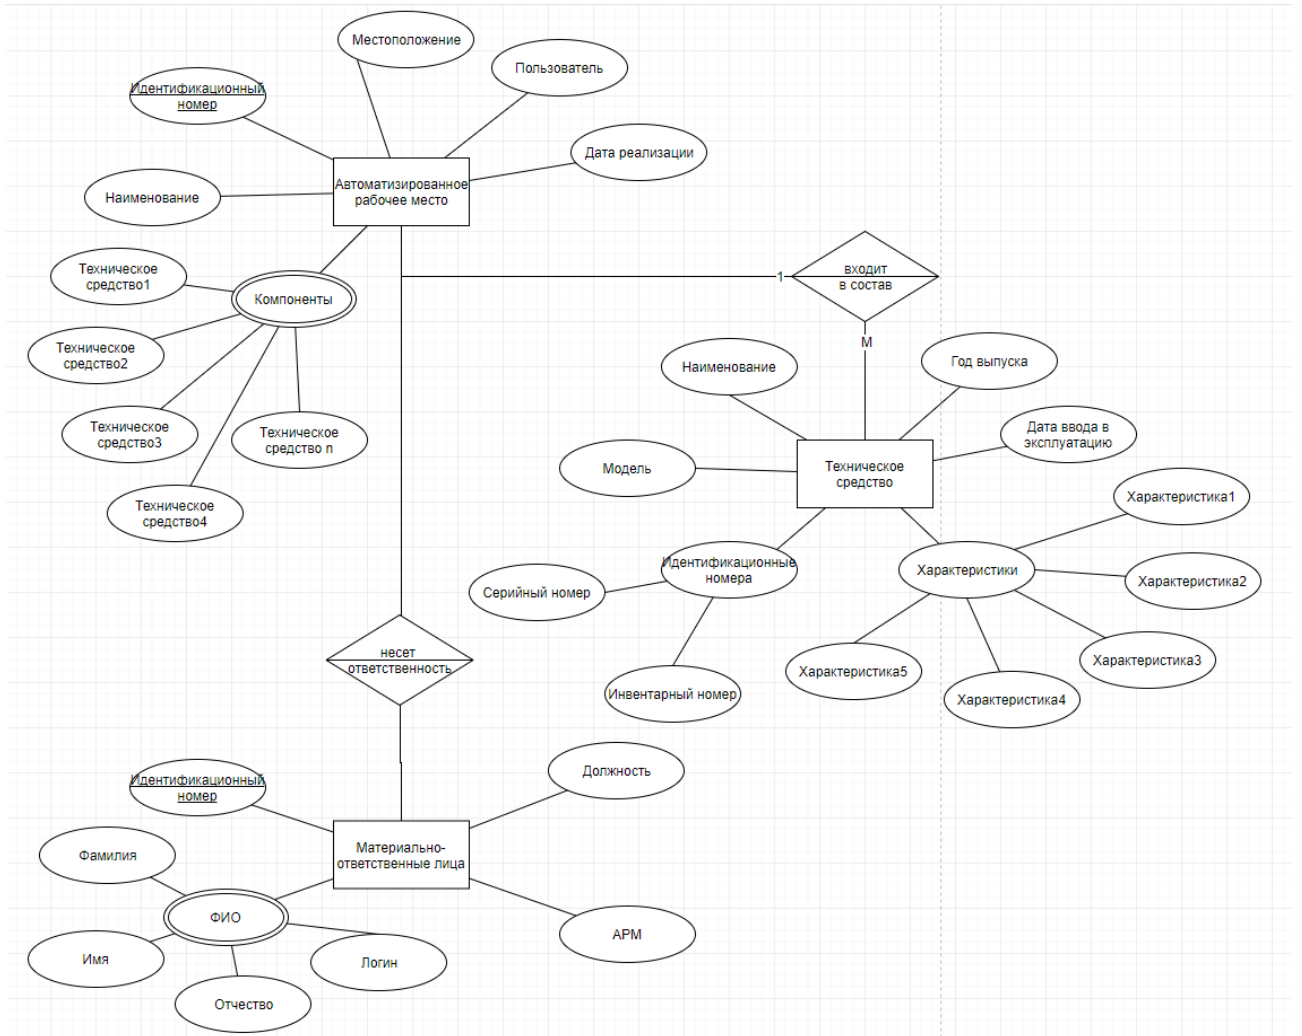 Местоположение
Пользователь
Идентификационный
номер
Дата реализации
Автоматизированное
рабочее место
Наименование
Техническое
средство1
Компоненты
Техническое
средство2
Техническое
средство3
Техническое
средство n
Техническое
средство4
1
входит
в состав
М
Наименование
Год выпуска
Дата ввода в
эксплуатацию
Модель
Техническое
средство
Характеристика1
Идентификационные
номера
Характеристики
Характеристика2
Серийный номер
Характеристика3
Характеристика5
Инвентарный номер
Характеристика4
несет
ответственность
Идентификационный
номер
Должность
Материально-
ответственные лица
Фамилия
ФИО
АРМ
Имя
Логин
Отчество